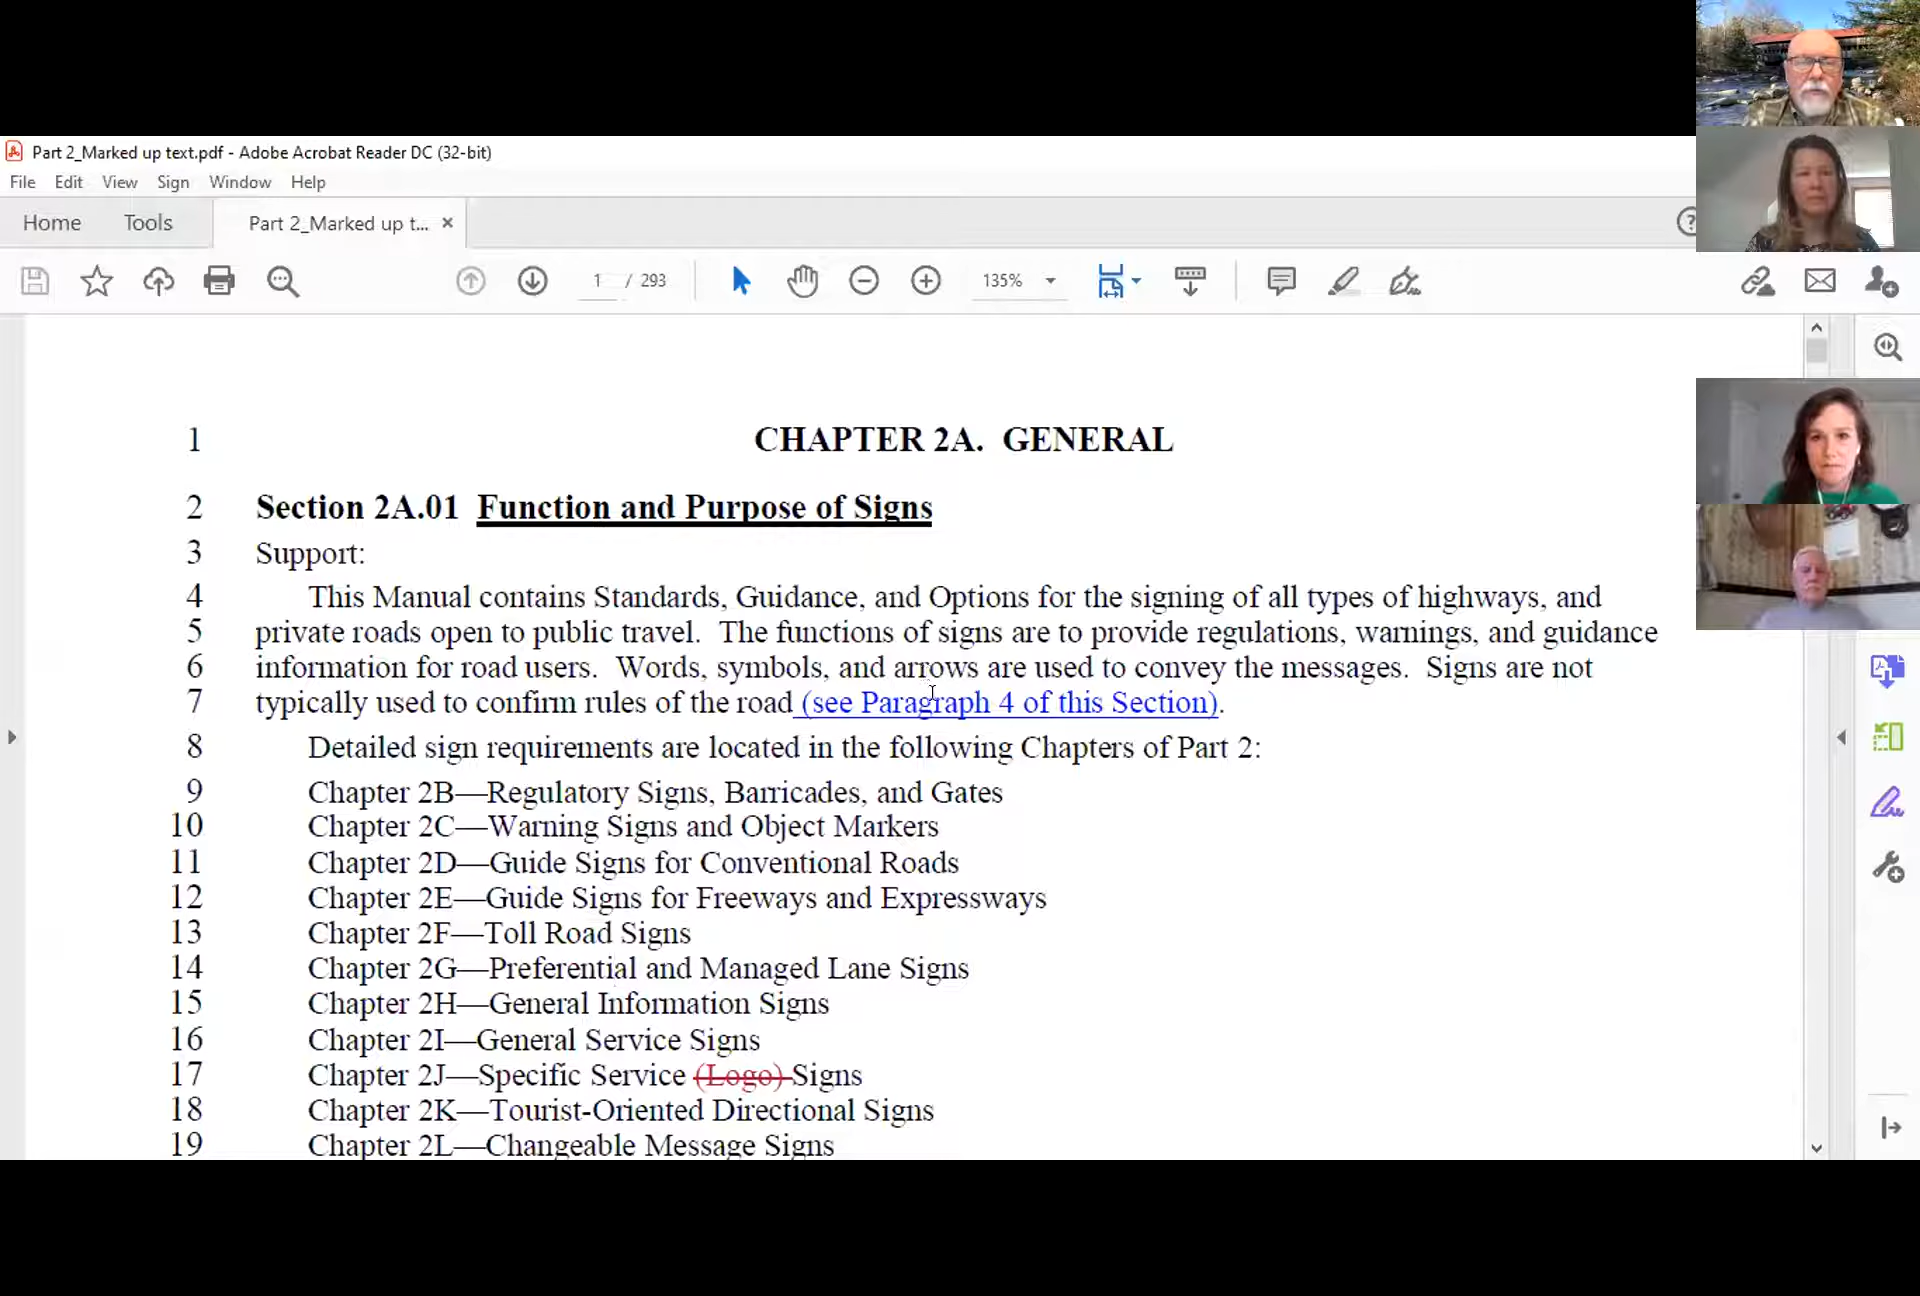 Part 2_Marked up text.pdf - Adobe Acrobat Reader DC (32-bit)
File Edit View Sign Window Help
Home Tools Part 2_Marked up t... ×
1 / 293 135%
1 CHAPTER 2A. GENERAL
2 Section 2A.01 Function and Purpose of Signs
3 Support:
4 This Manual contains Standards, Guidance, and Options for the signing of all types of highways, and
5 private roads open to public travel. The functions of signs are to provide regulations, warnings, and guidance
6 information for road users. Words, symbols, and arrows are used to convey the messages. Signs are not
7 typically used to confirm rules of the road (see Paragraph 4 of this Section).
8 Detailed sign requirements are located in the following Chapters of Part 2:
9 Chapter 2B—Regulatory Signs, Barricades, and Gates
10 Chapter 2C—Warning Signs and Object Markers
11 Chapter 2D—Guide Signs for Conventional Roads
12 Chapter 2E—Guide Signs for Freeways and Expressways
13 Chapter 2F—Toll Road Signs
14 Chapter 2G—Preferential and Managed Lane Signs
15 Chapter 2H—General Information Signs
16 Chapter 2I—General Service Signs
17 Chapter 2J—Specific Service (Logo) Signs
18 Chapter 2K—Tourist-Oriented Directional Signs
19 Chapter 2L—Changeable Message Signs